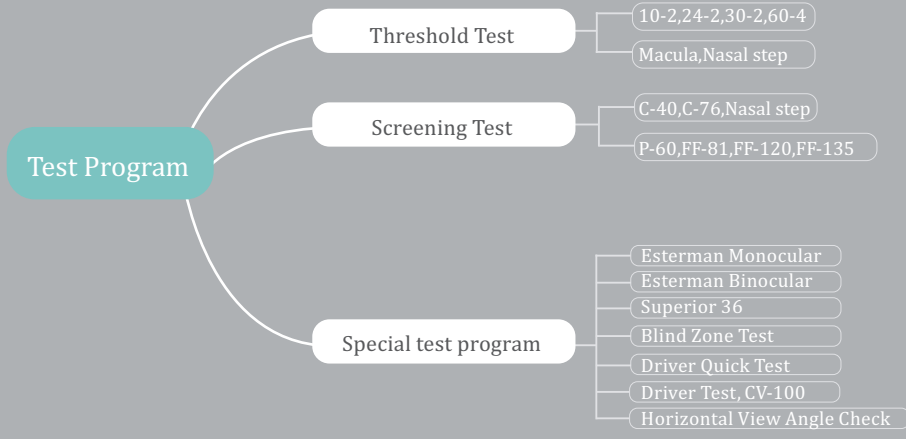 Test Program
Threshold Test
10-2,24-2,30-2,60-4
Macula,Nasal step
Screening Test
C-40,C-76,Nasal step
P-60,FF-81,FF-120,FF-135
Special test program
Esterman Monocular
Esterman Binocular
Superior 36
Blind Zone Test
Driver Quick Test
Driver Test, CV-100
Horizontal View Angle Check